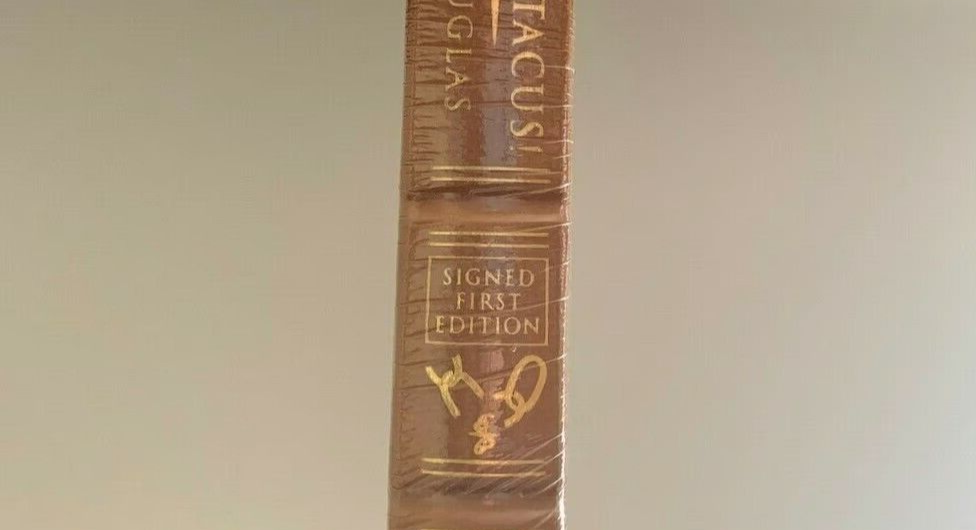 TACUS!
UGLAS
SIGNED
FIRST
EDITION